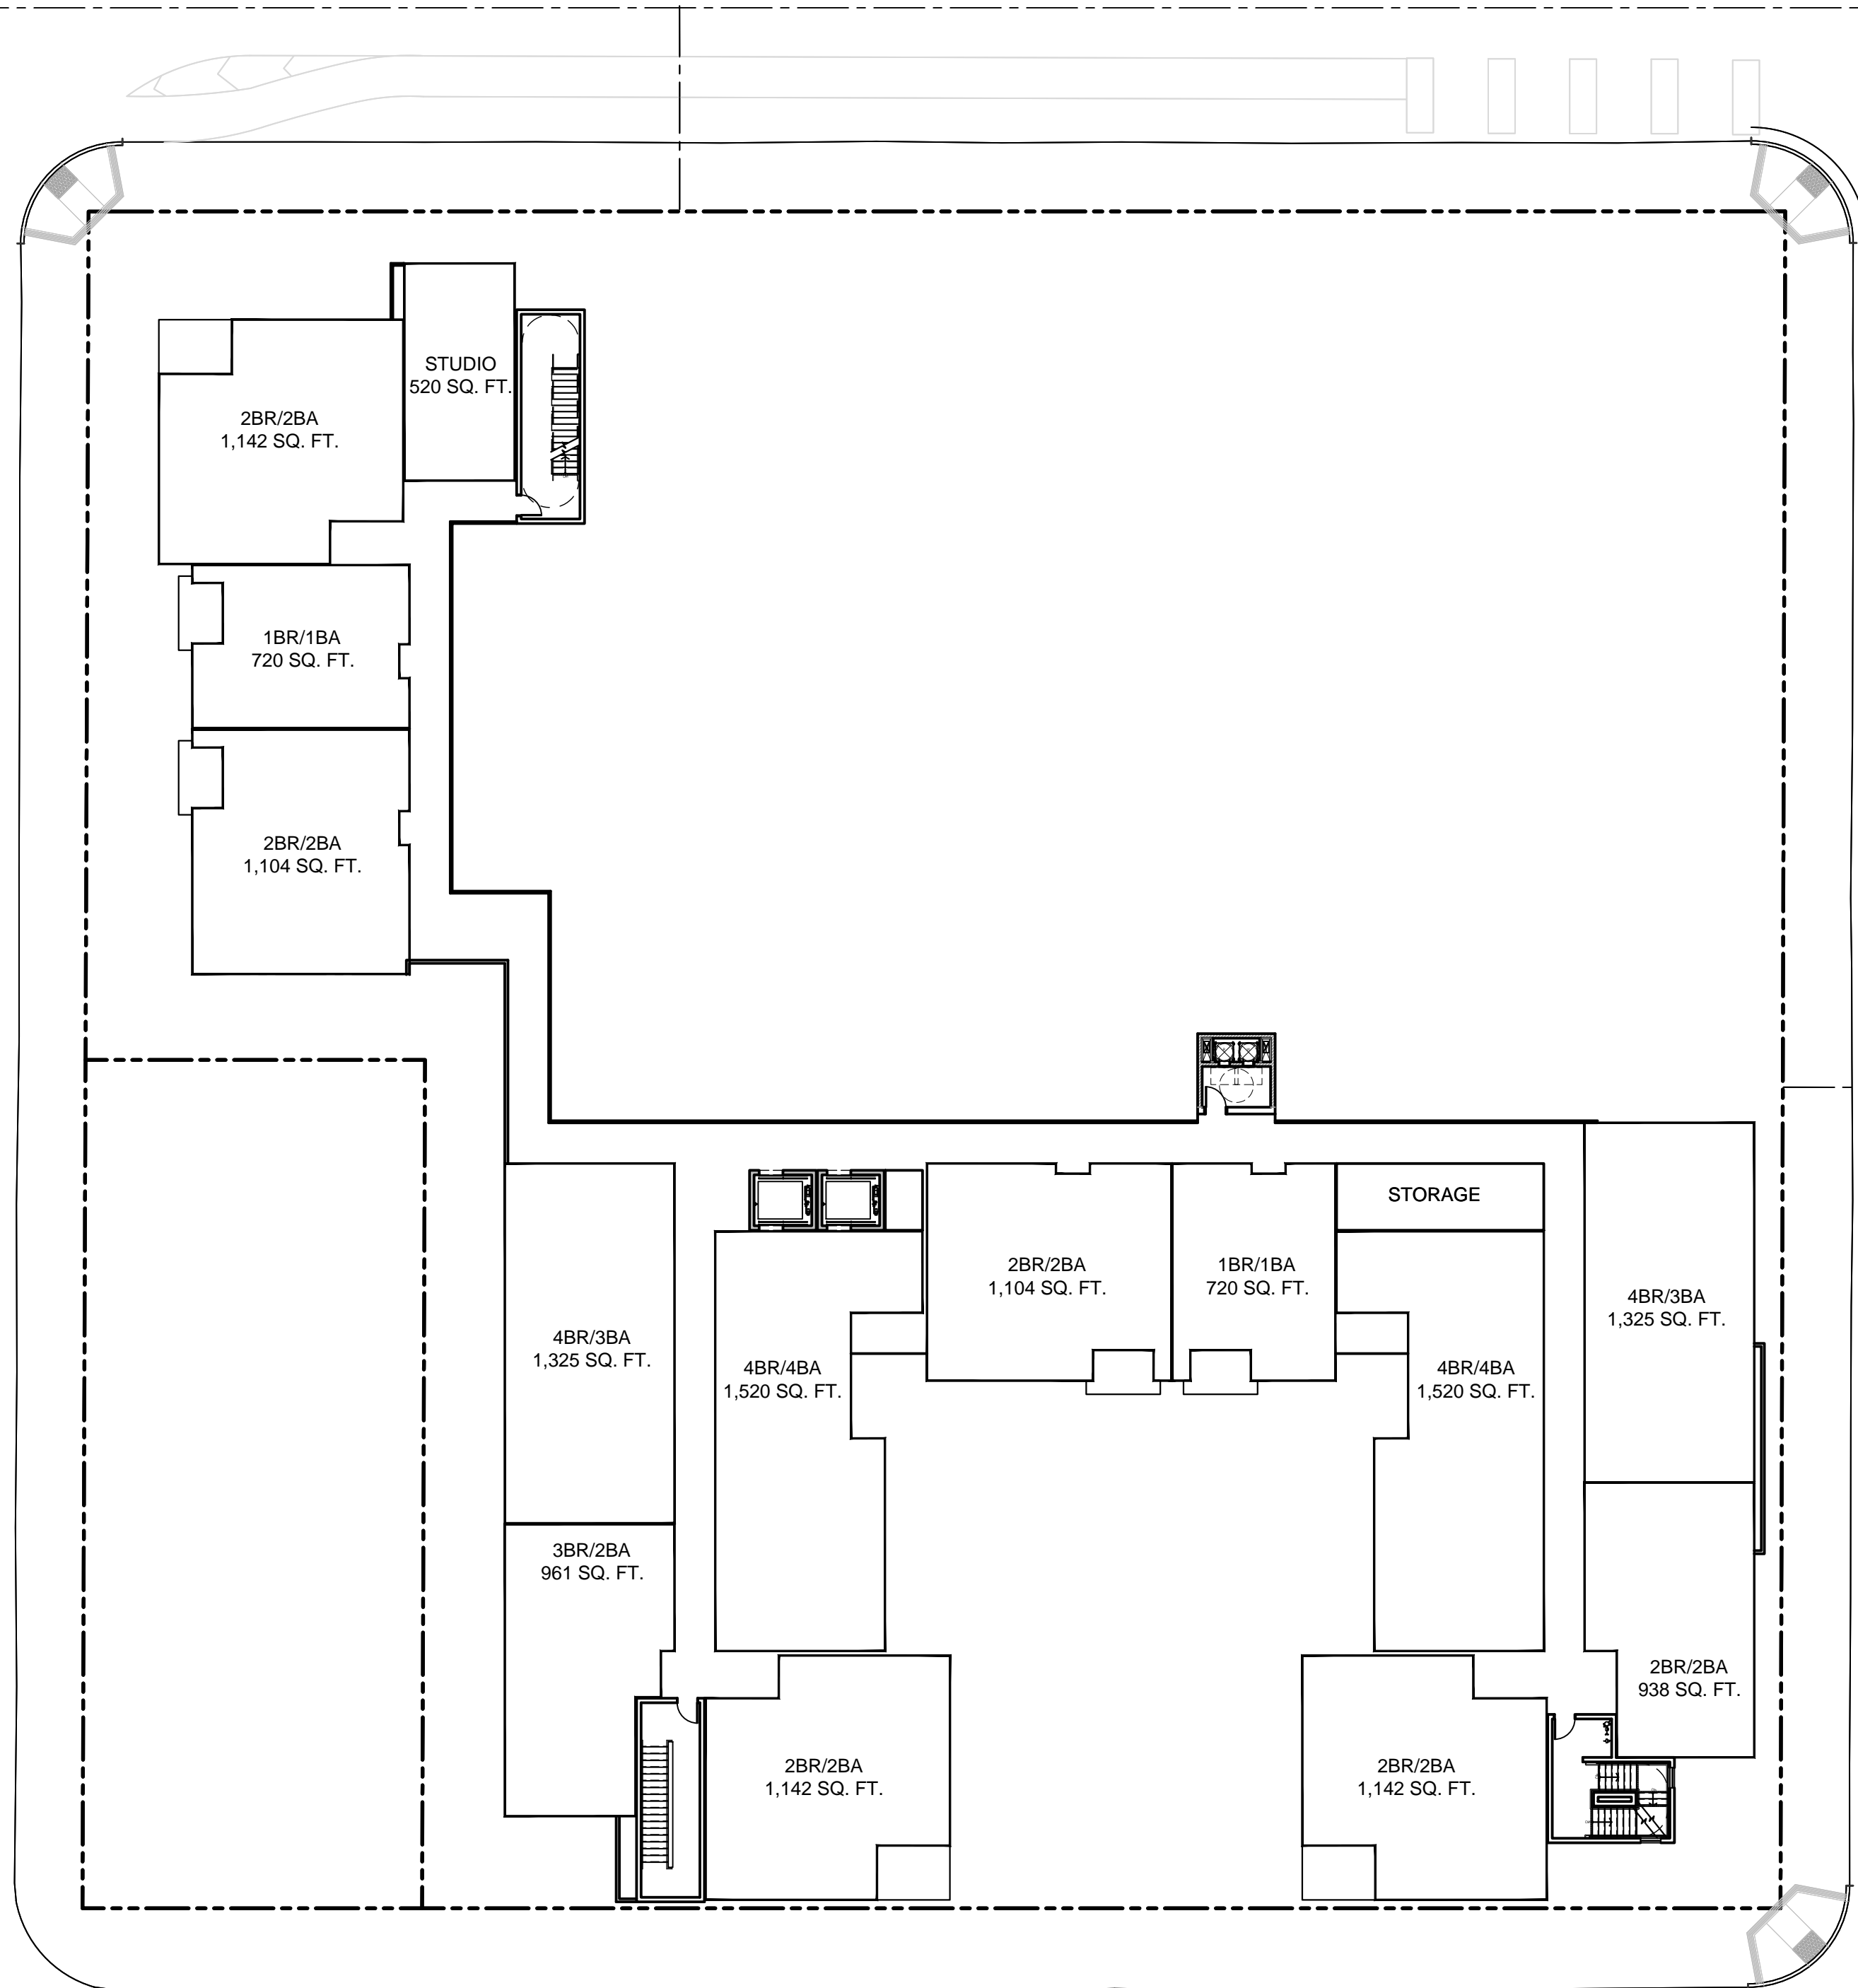 STUDIO
520 SQ. FT.
2BR/2BA
1,142 SQ. FT.
1BR/1BA
720 SQ. FT.
2BR/2BA
1,104 SQ. FT.
STORAGE
2BR/2BA
1,104 SQ. FT.
1BR/1BA
720 SQ. FT.
4BR/3BA
1,325 SQ. FT.
4BR/3BA
1,325 SQ. FT.
4BR/4BA
1,520 SQ. FT.
4BR/4BA
1,520 SQ. FT.
3BR/2BA
961 SQ. FT.
2BR/2BA
938 SQ. FT.
2BR/2BA
1,142 SQ. FT.
2BR/2BA
1,142 SQ. FT.